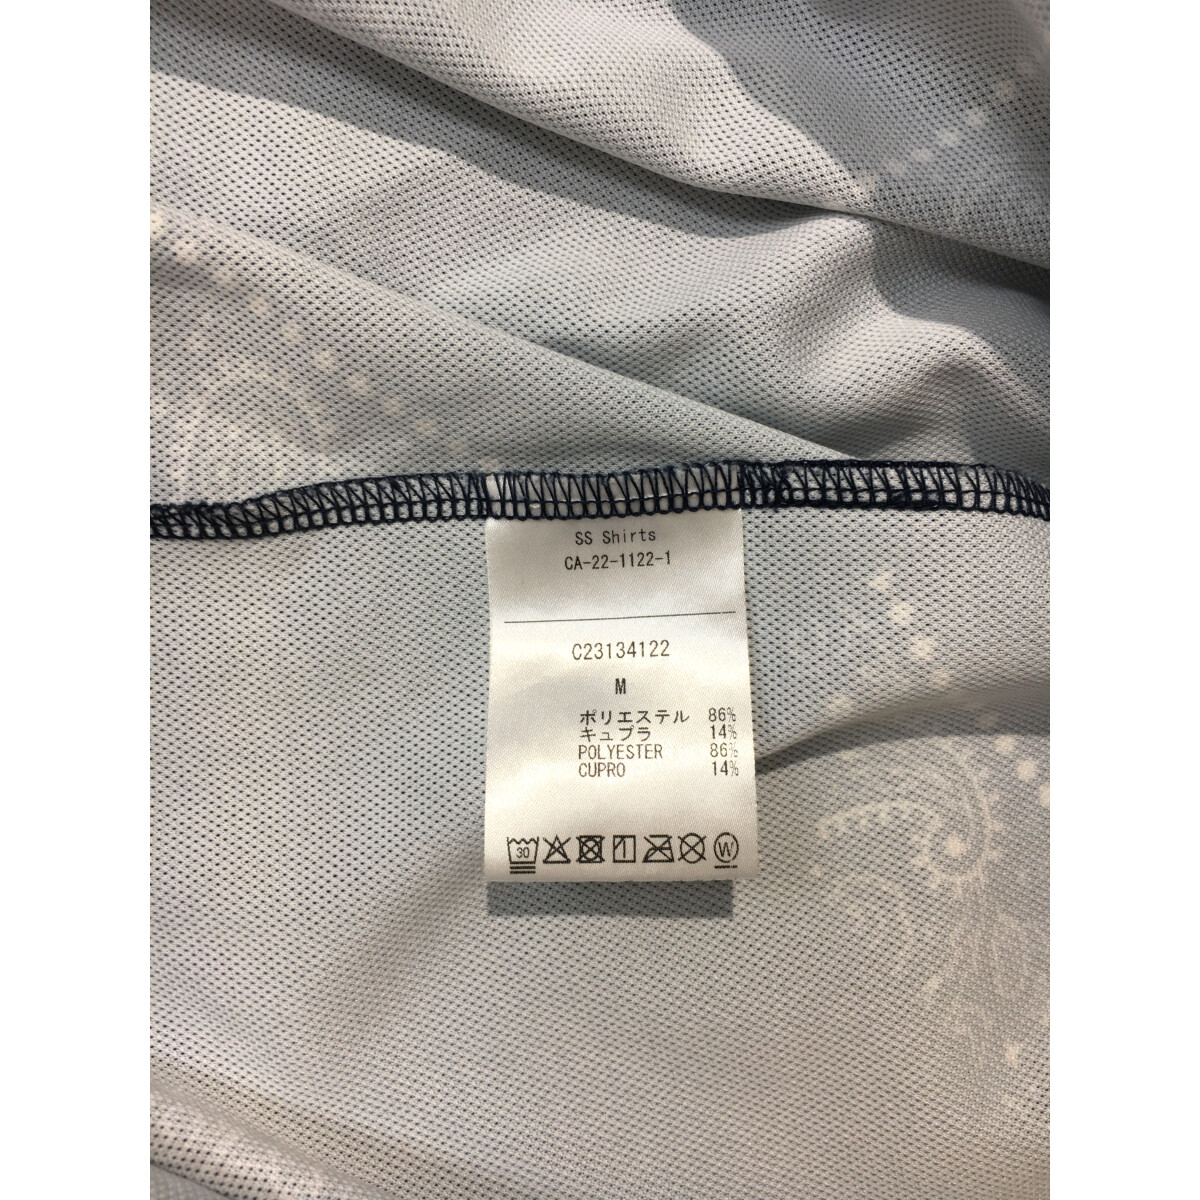 SS Shirts
CA-22-1122-1
C23134122
M
ポリエステル 86%
キュプラ 14%
POLYESTER 86%
CUPRO 14%
30 W